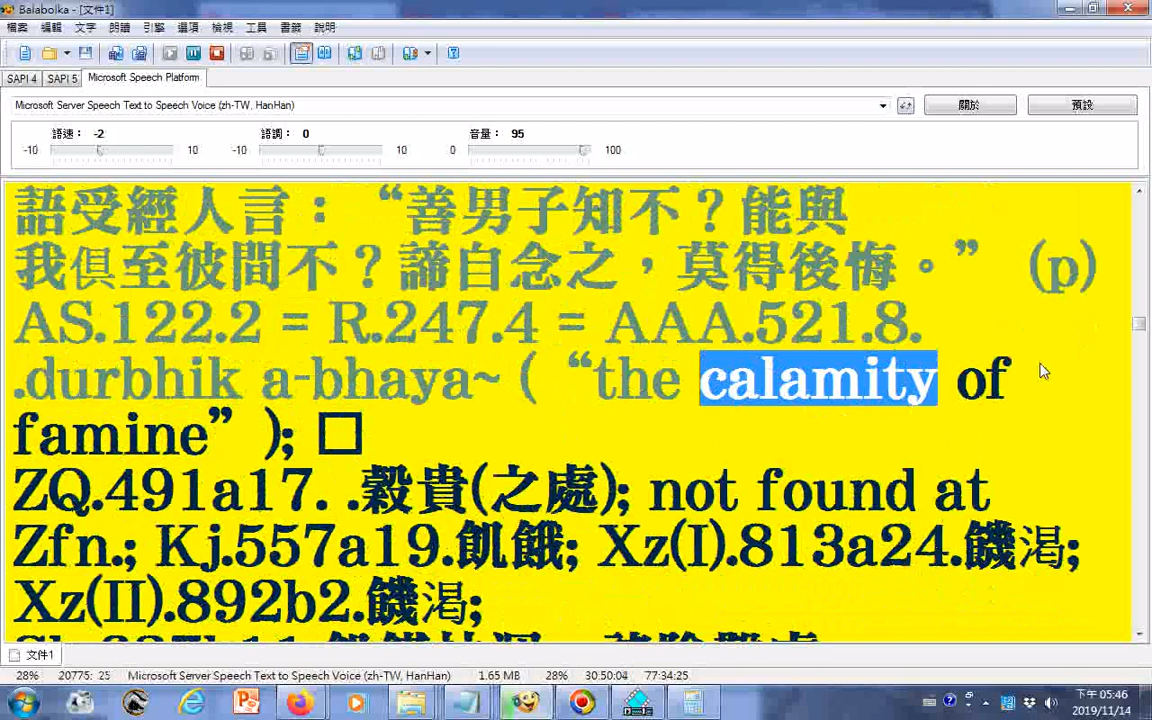 Balabolka - [文件1]
檔案 編輯 文字 朗讀 引擎 選項 檢視 工具 書籤 說明
SAPI 4 SAPI 5 Microsoft Speech Platform
Microsoft Server Speech Text to Speech Voice (zh-TW, HanHan) 關於 預設
語速： -2 語調： 0 音量： 95
-10 10 -10 10 0 100
語受經人言：“善男子知不？能與
我俱至彼間不？諦自念之，莫得後悔。” (p)
AS.122.2 = R.247.4 = AAA.521.8.
.durbhik a-bhaya~ (“the calamity of
famine”); □
ZQ.491a17. .穀貴(之處); not found at
Zfn.; Kj.557a19.飢餓; Xz(I).813a24.饑渴;
Xz(II).892b2.饑渴;
文件1
28% 20775: 25 Microsoft Server Speech Text to Speech Voice (zh-TW, HanHan) 1.65 MB 28% 30:50:04 77:34:25
下午 05:46
2019/11/14